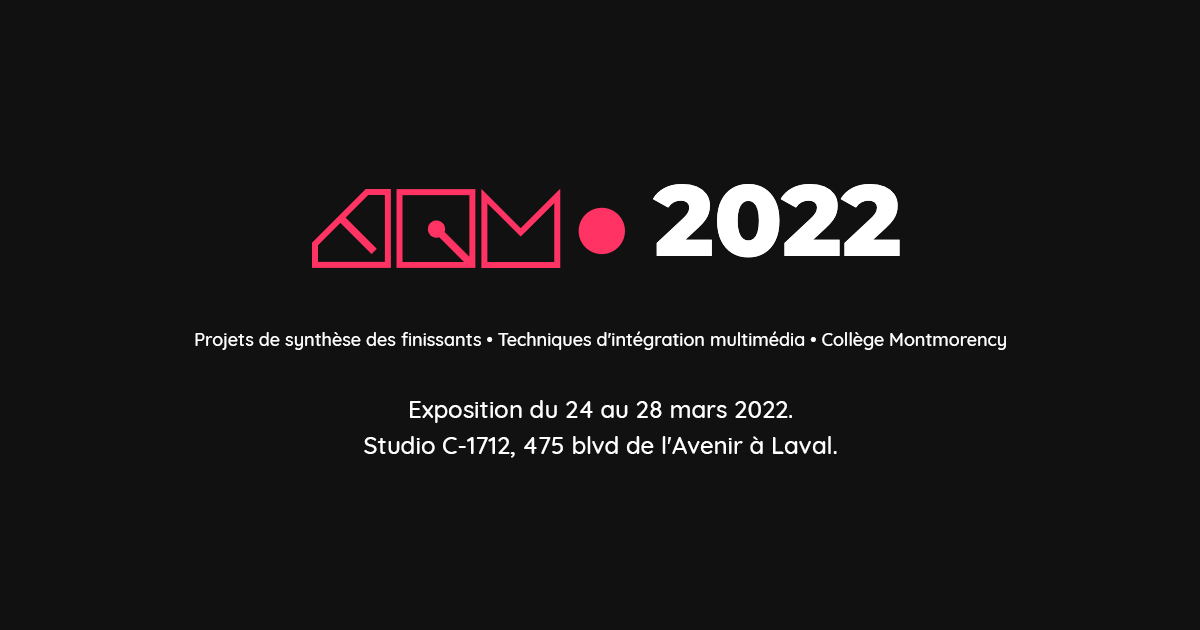 AQM • 2022
Projets de synthèse des finissants • Techniques d'intégration multimédia • Collège Montmorency
Exposition du 24 au 28 mars 2022.
Studio C-1712, 475 blvd de l'Avenir à Laval.